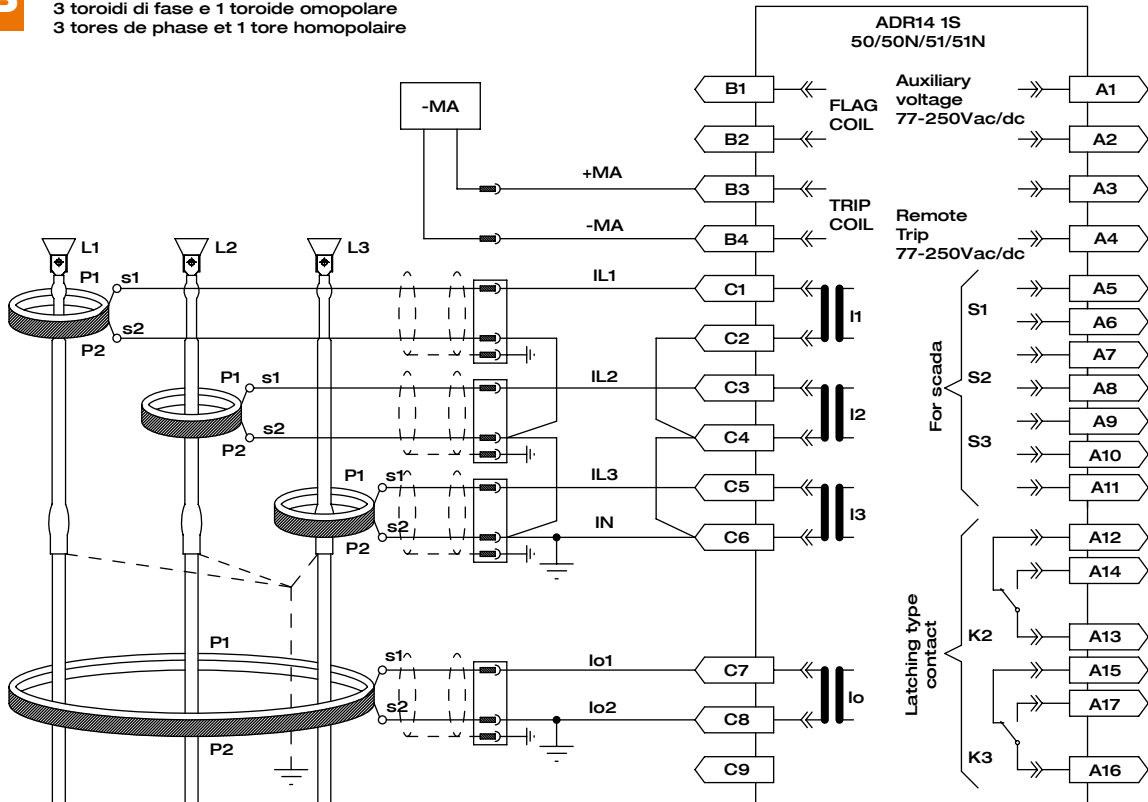 3 toroidi di fase e 1 toroide omopolare
3 tores de phase et 1 tore homopolaire
ADR14 1S
50/50N/51/51N
-MA
B1
FLAG
COIL
Auxiliary
voltage
77-250Vac/dc
A1
B2
A2
+MA
B3
TRIP
COIL
A3
-MA
B4
Remote
Trip
77-250Vac/dc
A4
L1
L2
L3
P1
s1
s2
P2
IL1
C1
C2
I1
P1
s1
s2
P2
IL2
C3
C4
I2
P1
s1
s2
P2
IL3
IN
C5
C6
I3
For scada
S1
S2
S3
A5
A6
A7
A8
A9
A10
A11
Latching type
contact
K2
K3
A12
A14
A13
A15
A17
A16
P1
s1
s2
P2
Io1
Io2
C7
C8
Io
C9